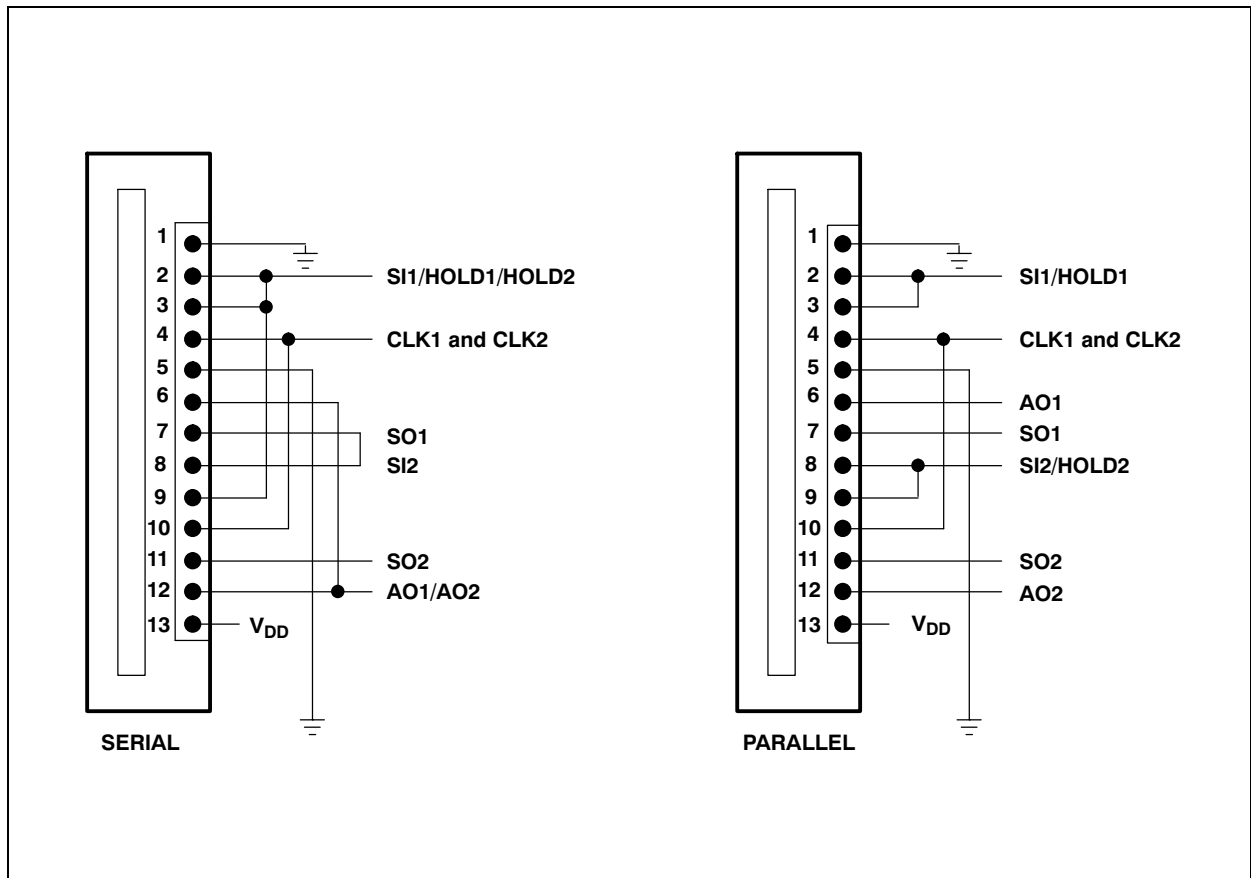 1
2 SI1/HOLD1/HOLD2
3
4 CLK1 and CLK2
5
6
7 SO1
8 SI2
9
10
11 SO2
12 AO1/AO2
13 VDD
SERIAL
1
2 SI1/HOLD1
3
4 CLK1 and CLK2
5
6 AO1
7 SO1
8 SI2/HOLD2
9
10
11 SO2
12 AO2
13 VDD
PARALLEL